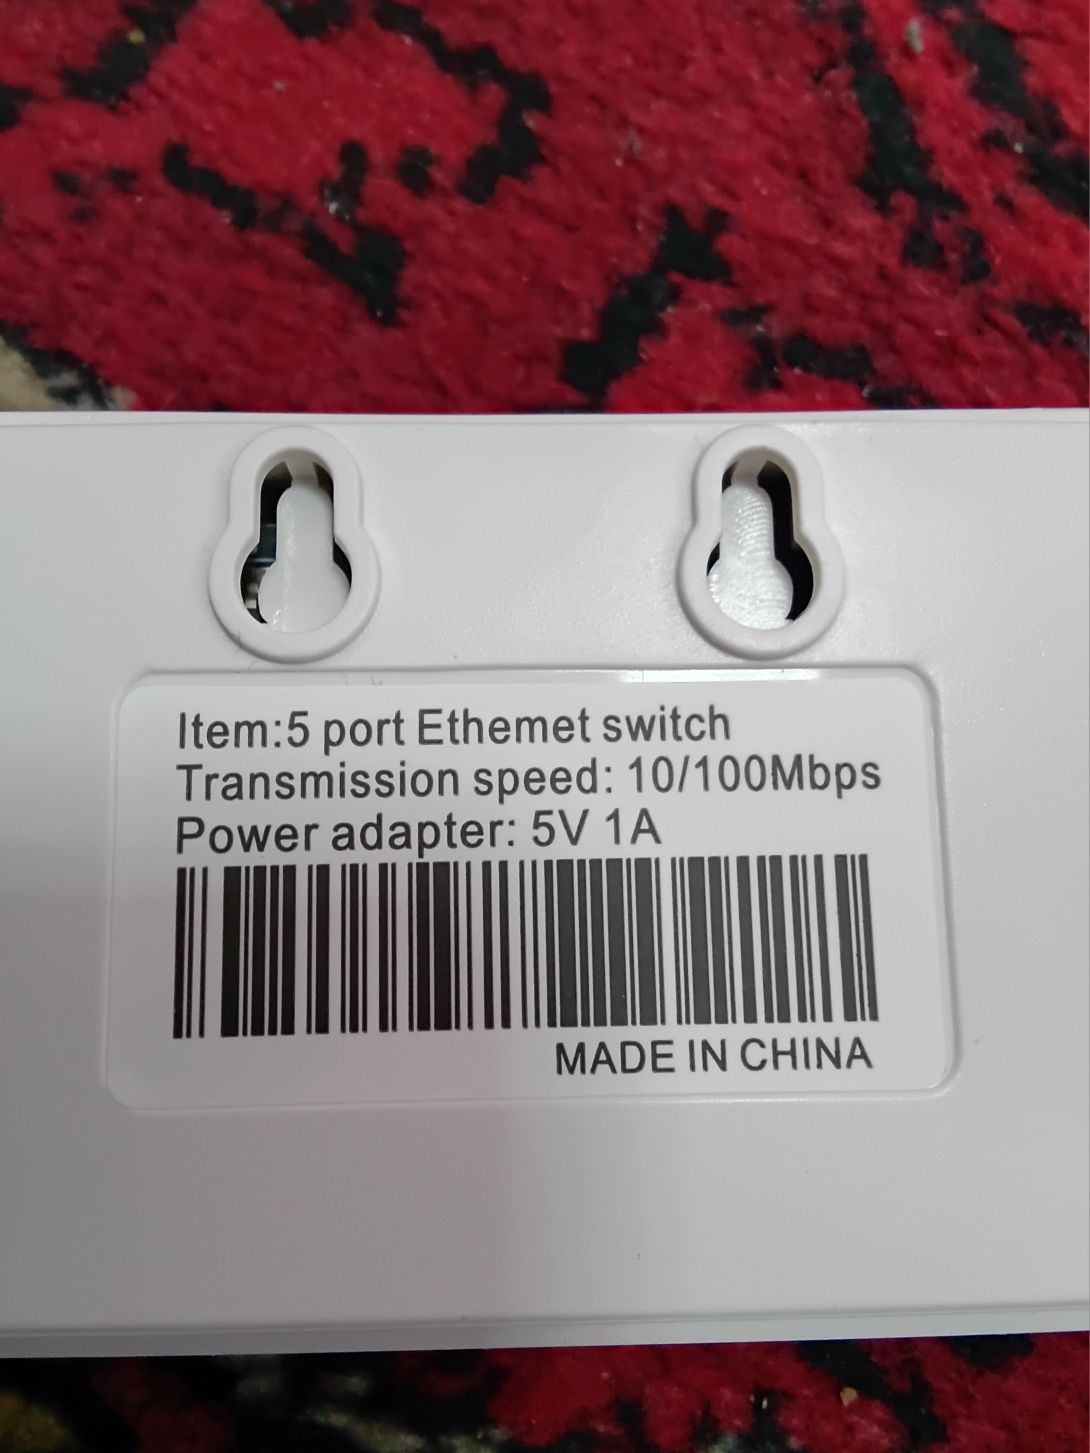 Item:5 port Ethemet switch
Transmission speed: 10/100Mbps
Power adapter: 5V 1A
MADE IN CHINA